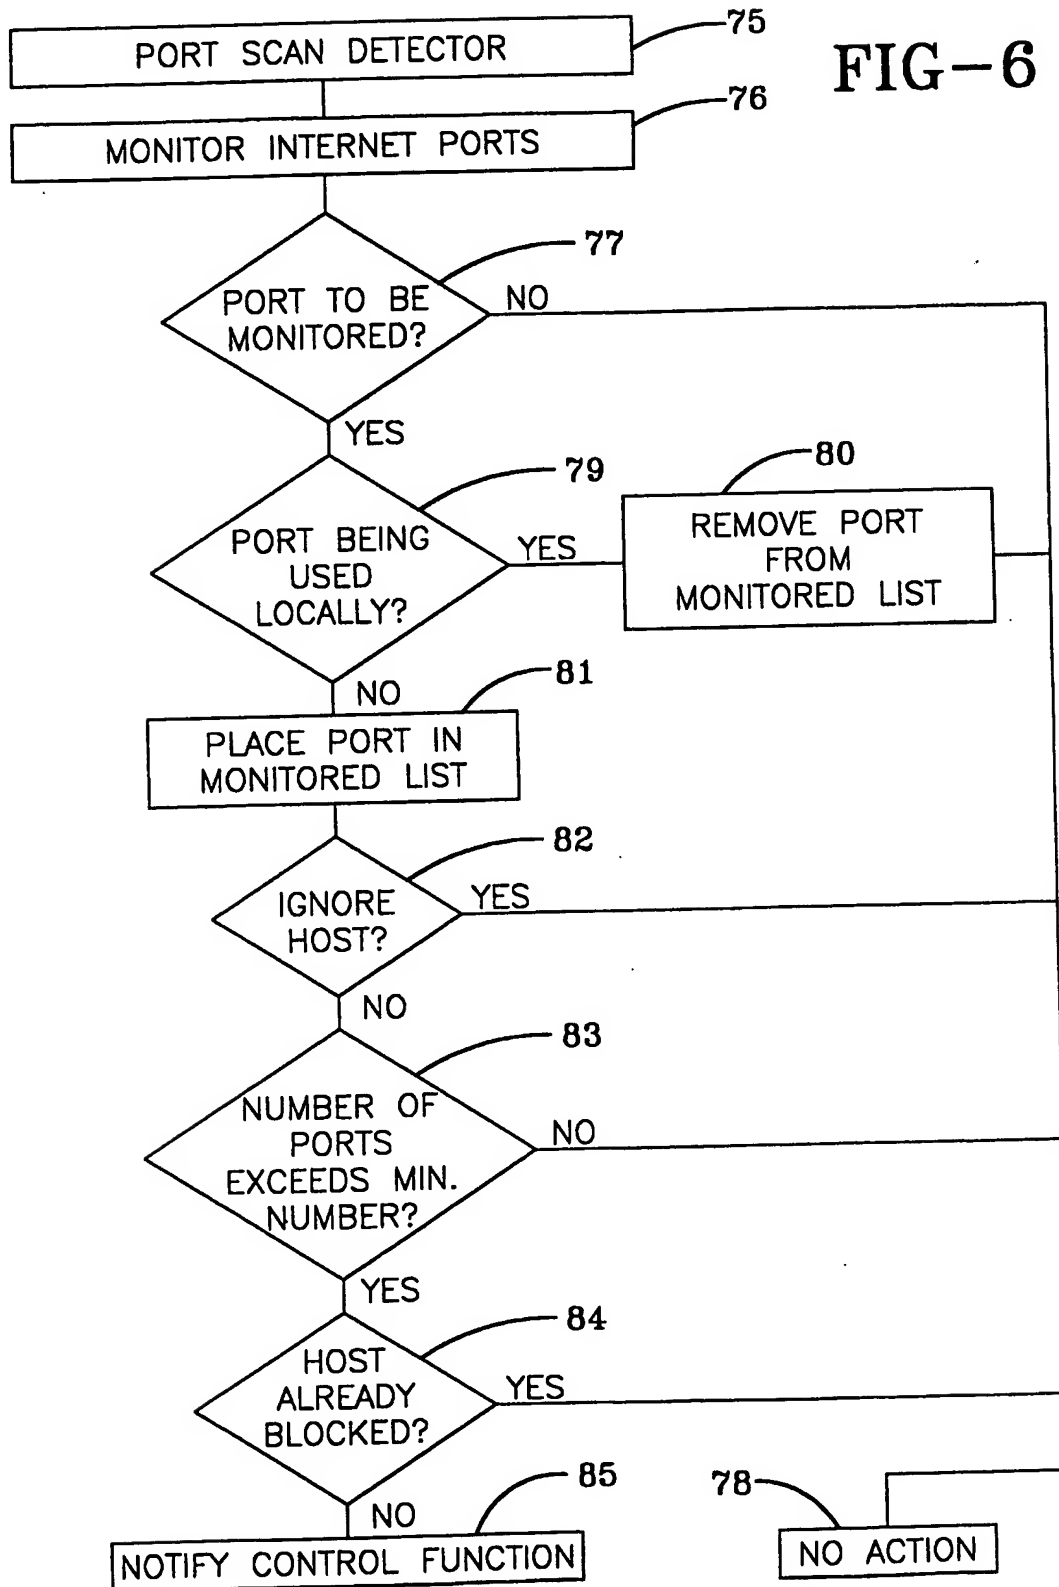 75
PORT SCAN DETECTOR
FIG-6
76
MONITOR INTERNET PORTS
77
PORT TO BE
MONITORED?
NO
YES
79
80
PORT BEING
USED
LOCALLY?
YES
REMOVE PORT
FROM
MONITORED LIST
NO
81
PLACE PORT IN
MONITORED LIST
82
IGNORE
HOST?
YES
NO
83
NUMBER OF
PORTS
EXCEEDS MIN.
NUMBER?
NO
YES
84
HOST
ALREADY
BLOCKED?
YES
NO
85
78
NOTIFY CONTROL FUNCTION
NO ACTION